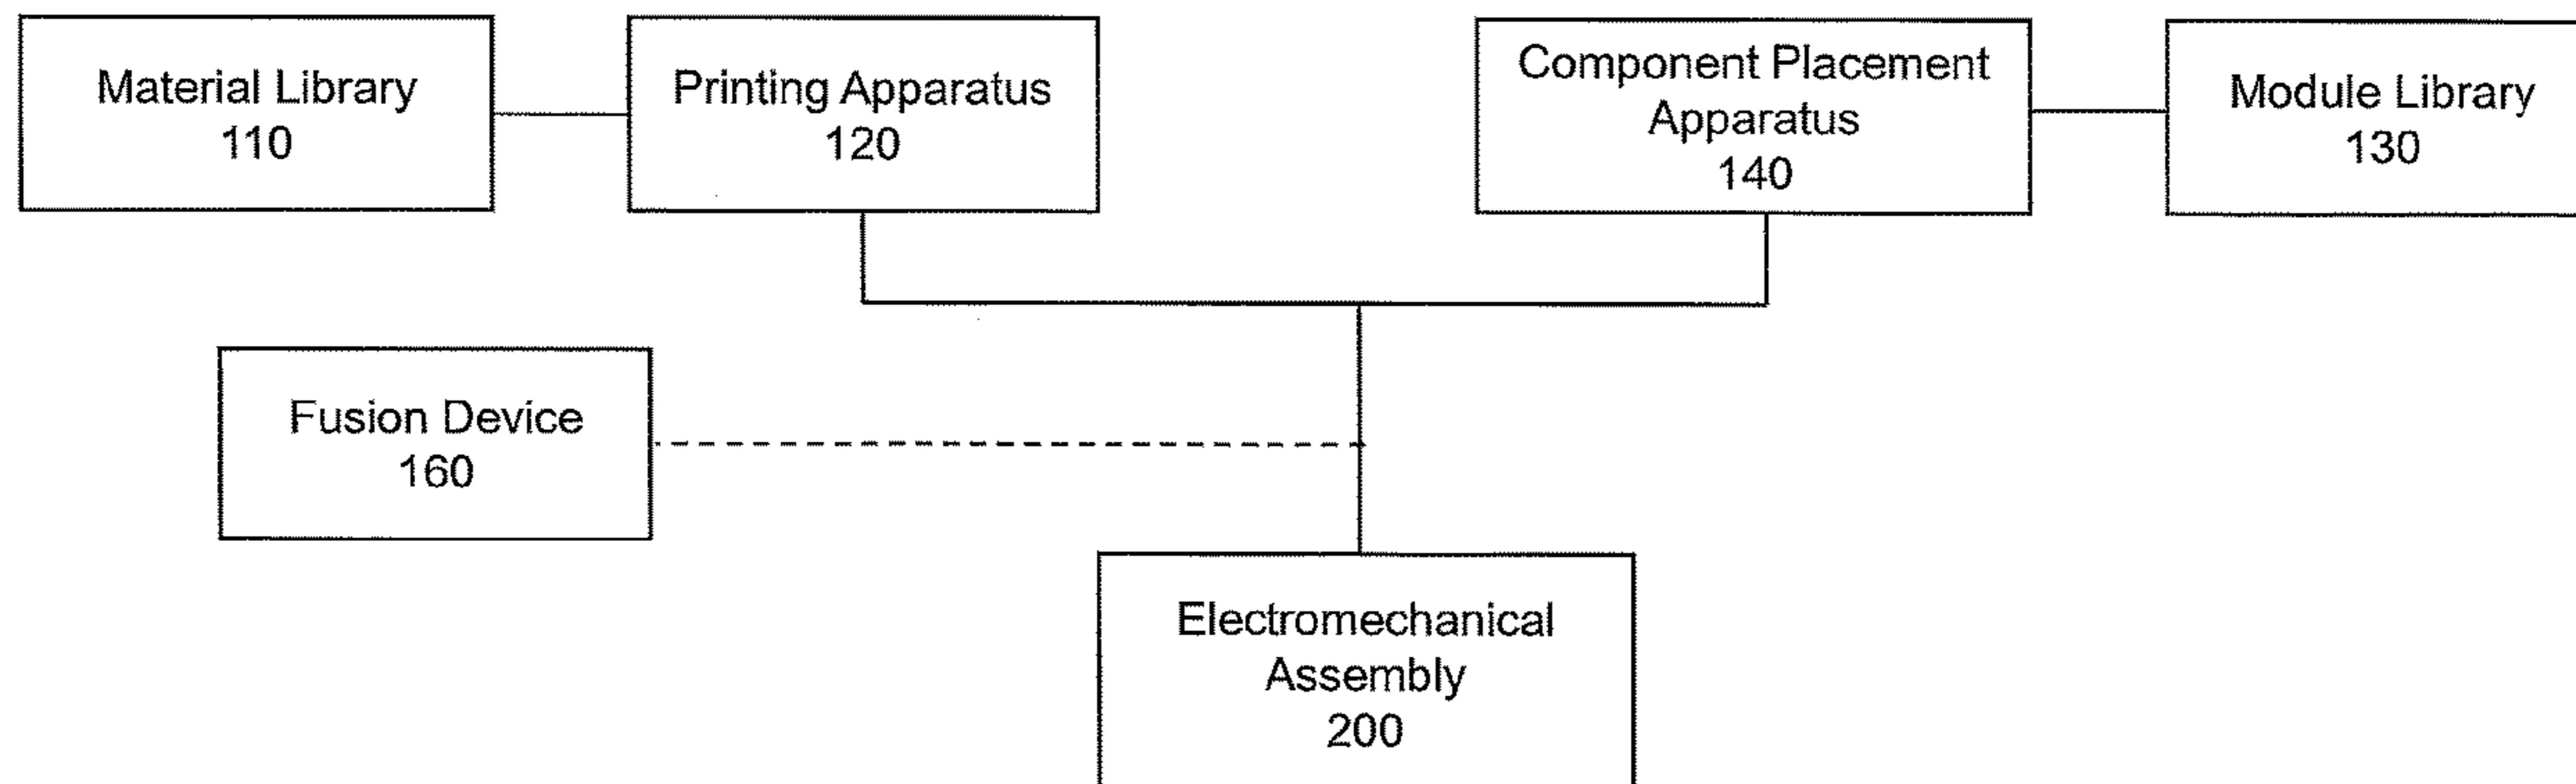 Material Library
110
Printing Apparatus
120
Component Placement
Apparatus
140
Module Library
130
Fusion Device
160
Electromechanical
Assembly
200